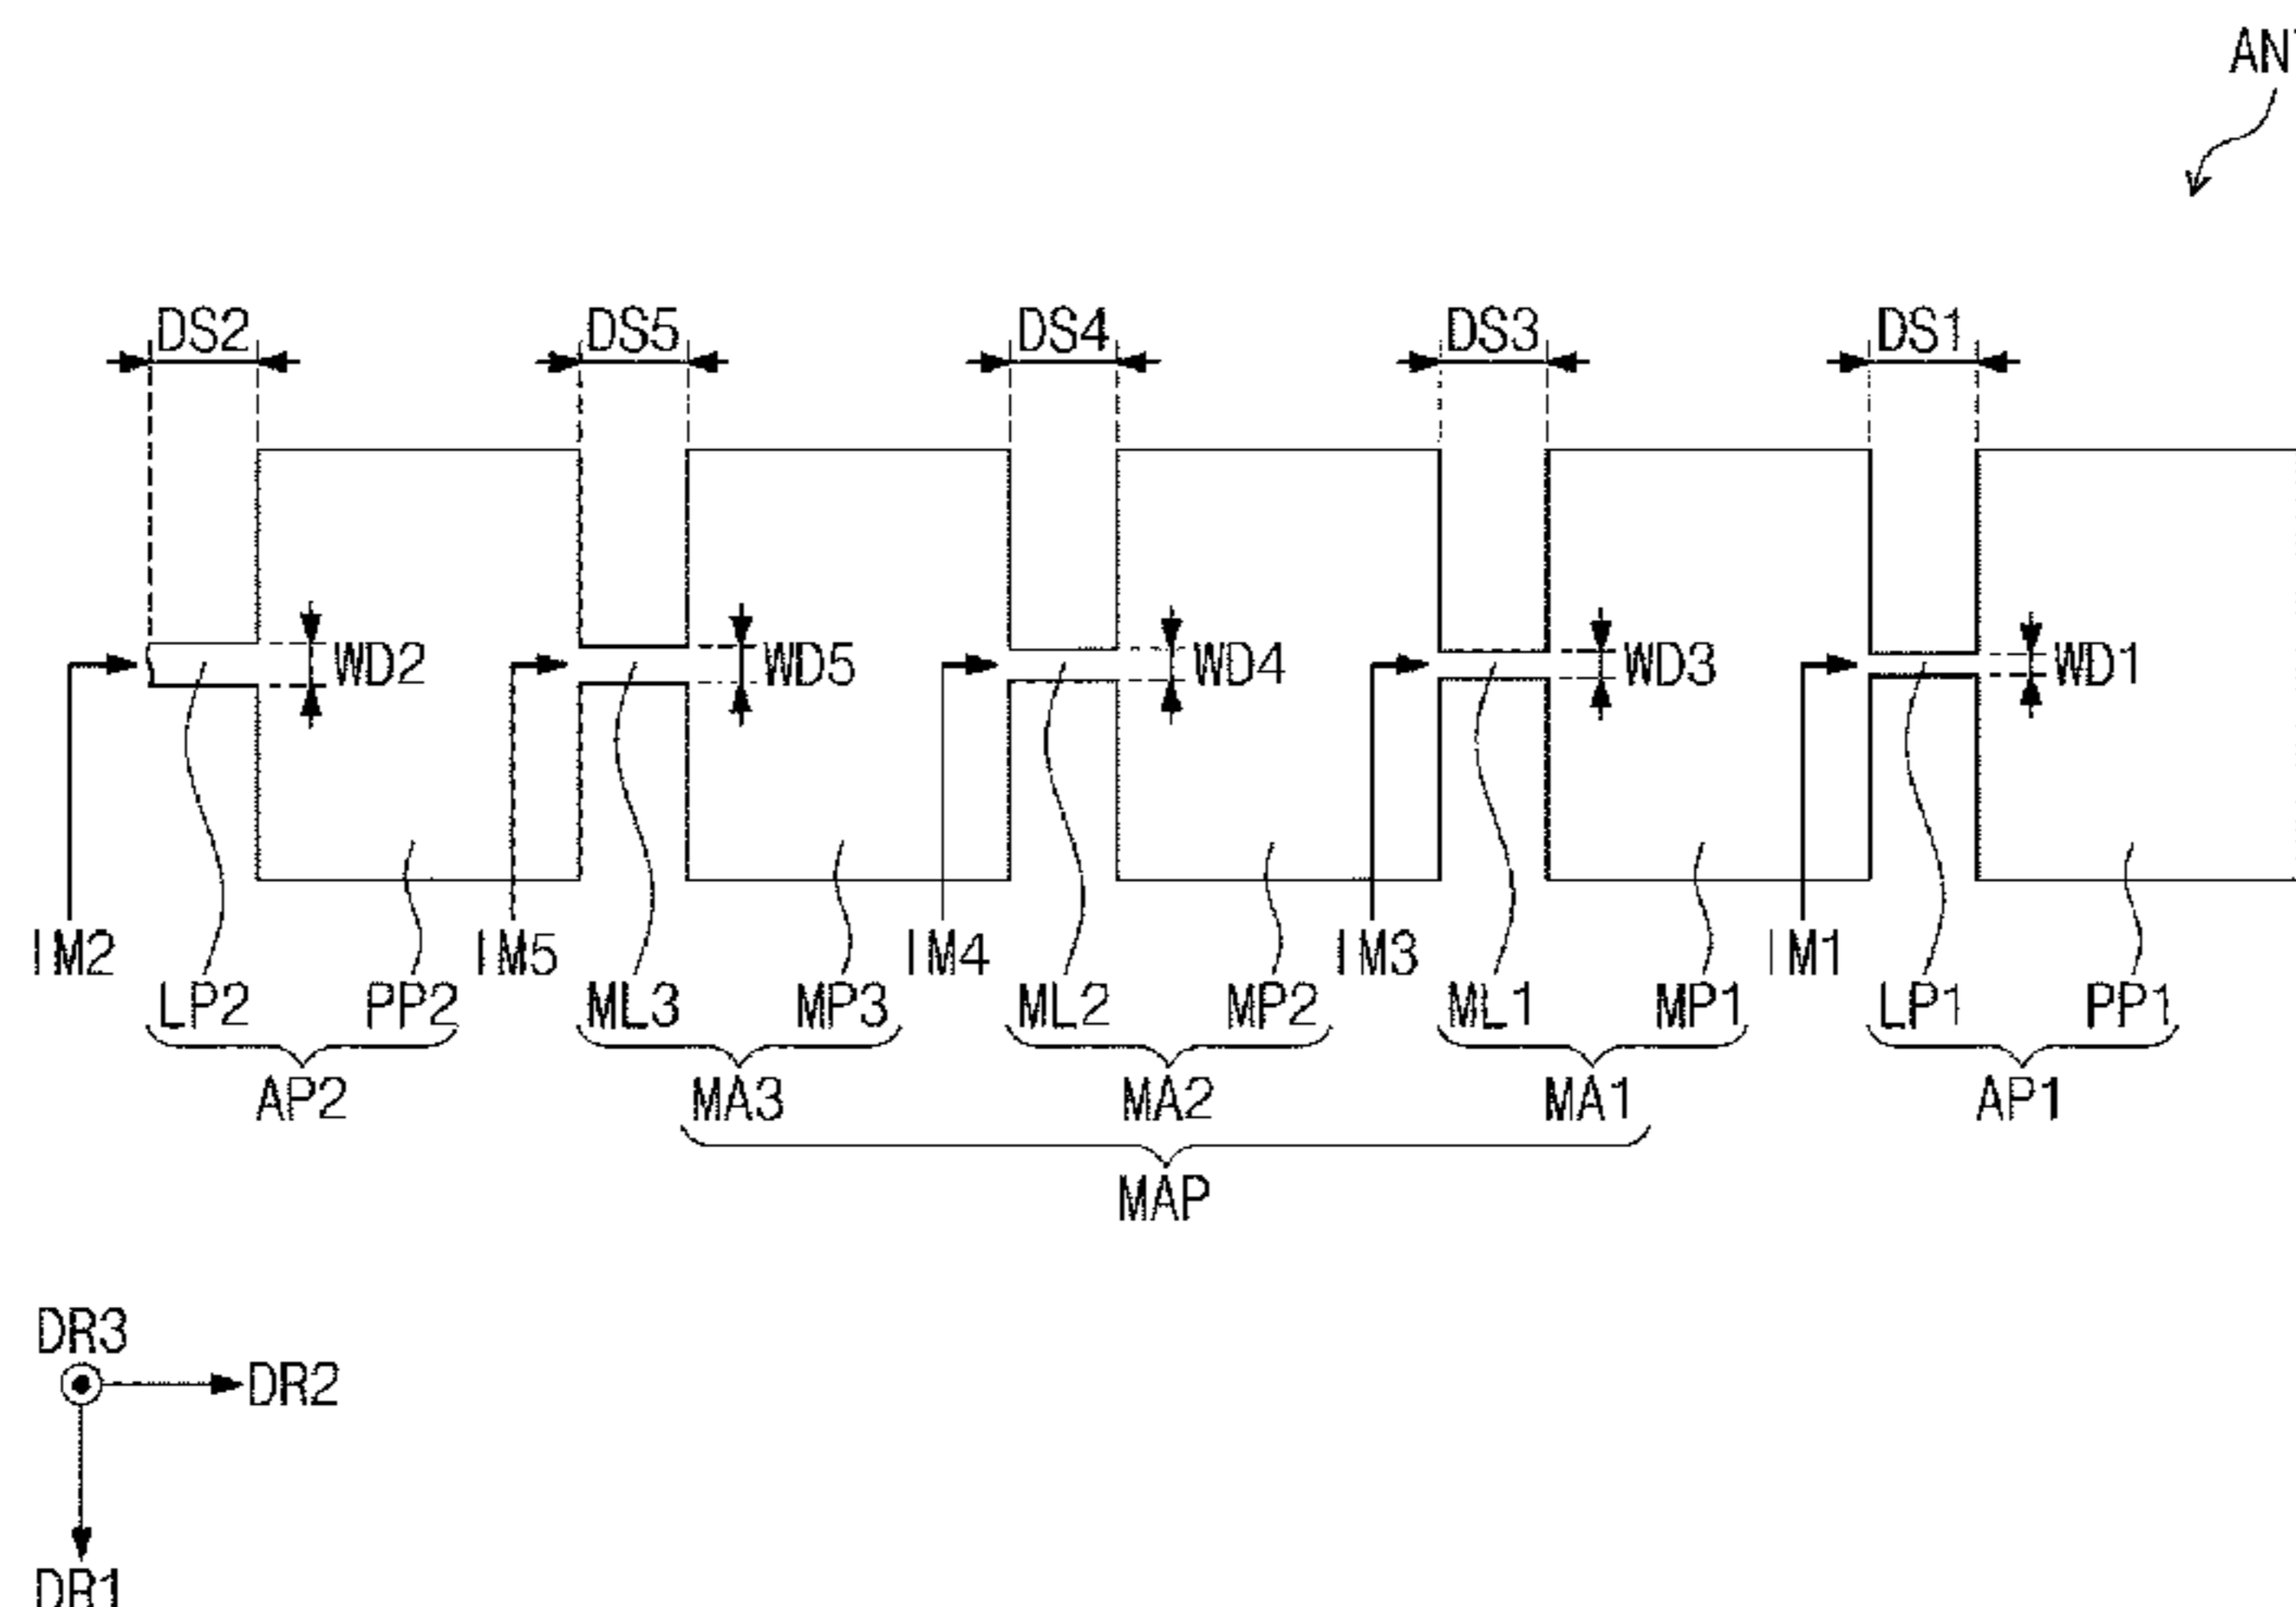 DS2 DS5 DS4 DS3 DS1
WD2 WD5 WD4 WD3 WD1
IM2 IM5 IM4 IM3 IM1
LP2 PP2 ML3 MP3 ML2 MP2 ML1 MP1 LP1 PP1
AP2 MA3 MA2 MA1 AP1
MAP
DR3
DR2
DR1